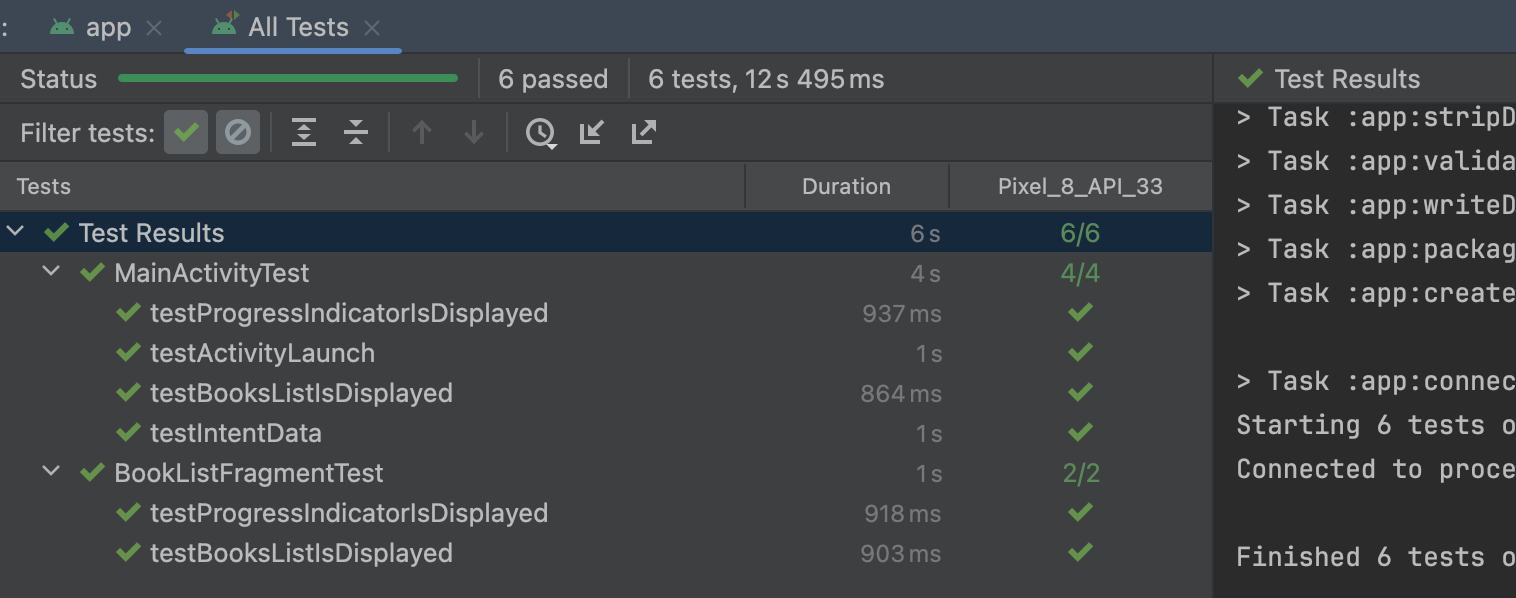 : app All Tests
Status 6 passed 6 tests, 12 s 495 ms
Filter tests:
Tests Duration Pixel_8_API_33
Test Results 6 s 6/6
MainActivityTest 4 s 4/4
testProgressIndicatorIsDisplayed 937 ms
testActivityLaunch 1 s
testBooksListIsDisplayed 864 ms
testIntentData 1 s
BookListFragmentTest 1 s 2/2
testProgressIndicatorIsDisplayed 918 ms
testBooksListIsDisplayed 903 ms
Test Results
> Task :app:stripD
> Task :app:valida
> Task :app:writeD
> Task :app:packag
> Task :app:create
> Task :app:connec
Starting 6 tests o
Connected to proce
Finished 6 tests o